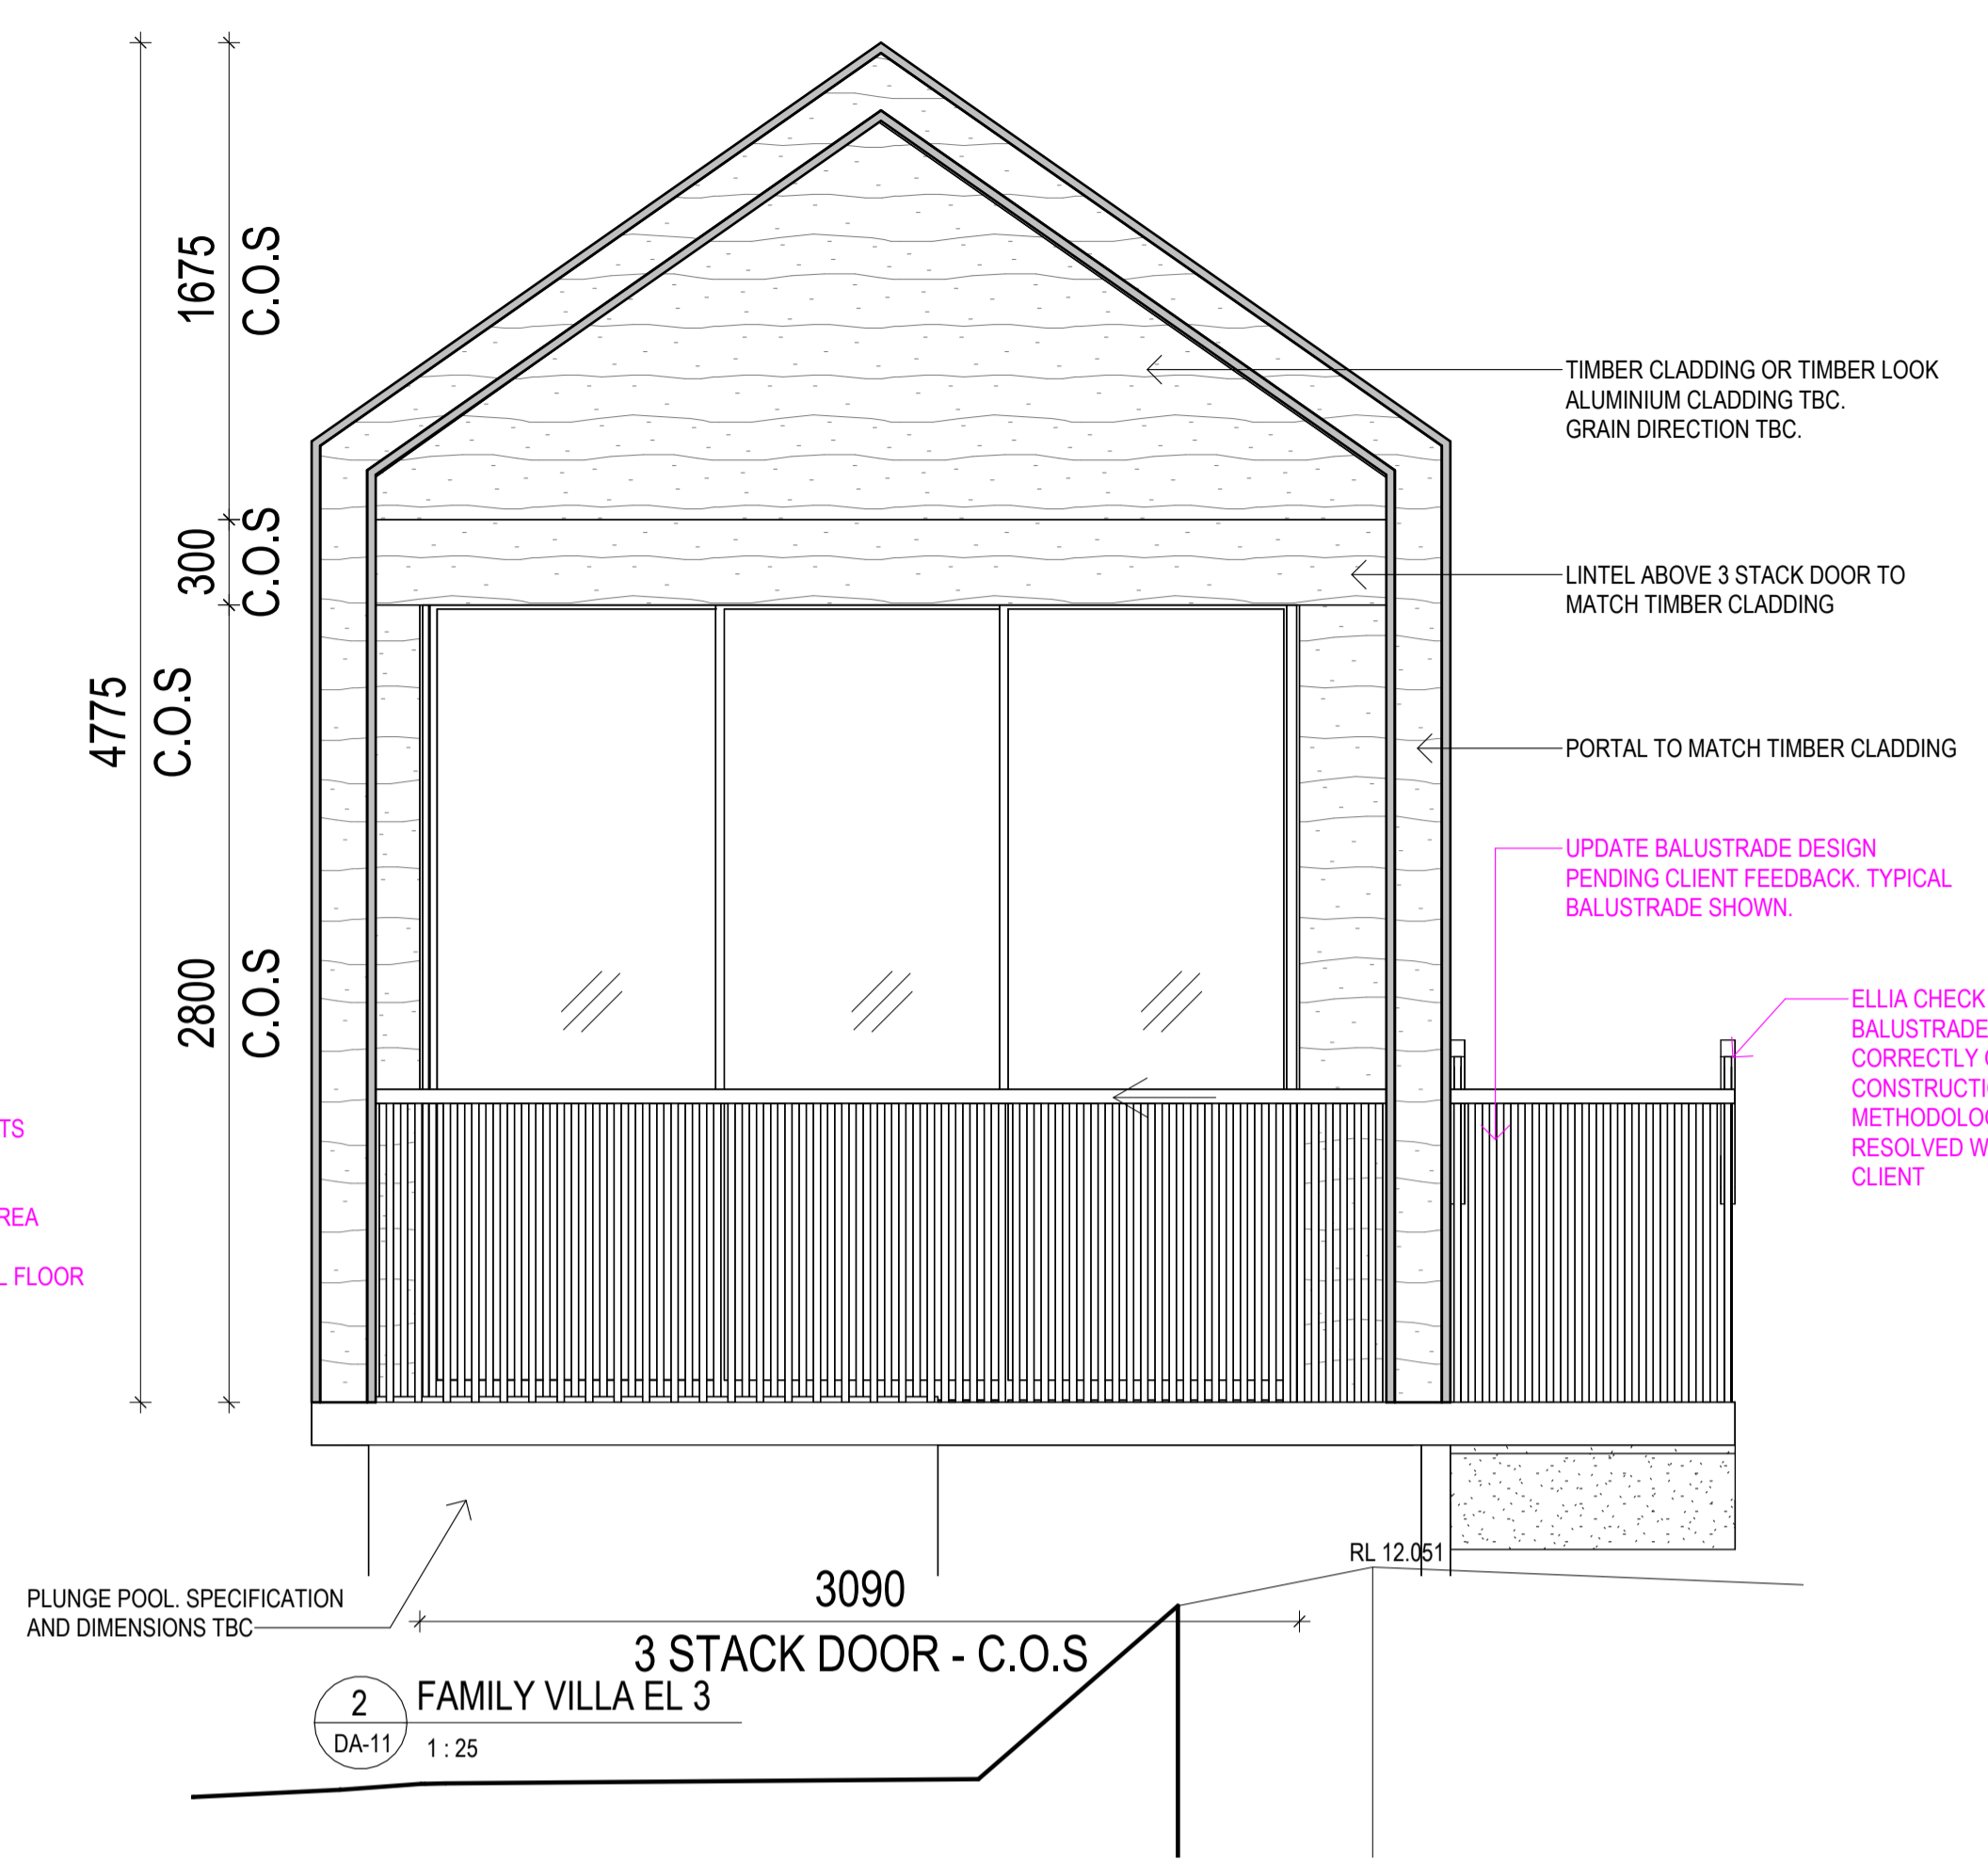 1675
C.O.S
300
C.O.S
4775
C.O.S
2800
C.O.S
TIMBER CLADDING OR TIMBER LOOK
ALUMINIUM CLADDING TBC.
GRAIN DIRECTION TBC.
LINTEL ABOVE 3 STACK DOOR TO
MATCH TIMBER CLADDING
PORTAL TO MATCH TIMBER CLADDING
UPDATE BALUSTRADE DESIGN
PENDING CLIENT FEEDBACK. TYPICAL
BALUSTRADE SHOWN.
ELLIA CHECK
BALUSTRADE
CORRECTLY
RESOLVED
CLIENT
FLOOR
RL 12.051
PLUNGE POOL. SPECIFICATION
AND DIMENSIONS TBC
3090
3 STACK DOOR - C.O.S
2
DA-11
FAMILY VILLA EL 3
1 : 25